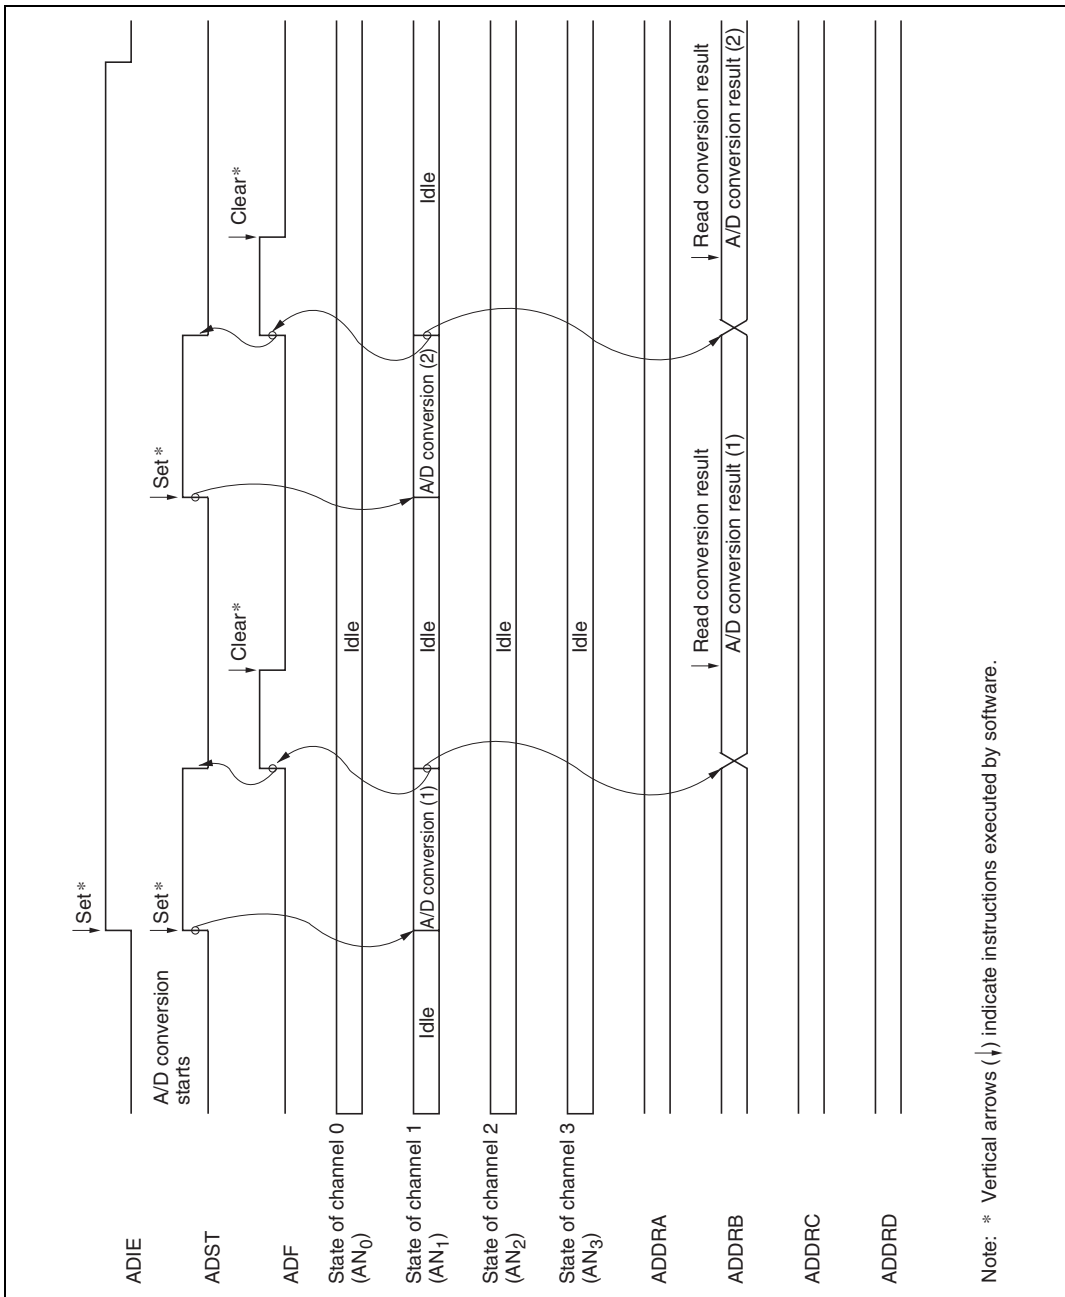 ADIE
Set*
ADST
A/D conversion
starts
Set*
Set*
ADF
Clear*
Clear*
State of channel 0
(AN0)
Idle
State of channel 1
(AN1)
Idle
A/D conversion (1)
Idle
A/D conversion (2)
Idle
State of channel 2
(AN2)
Idle
State of channel 3
(AN3)
Idle
ADDRA
ADDRB
Read conversion result
A/D conversion result (1)
Read conversion result
A/D conversion result (2)
ADDRC
ADDRD
Note: * Vertical arrows (↓) indicate instructions executed by software.